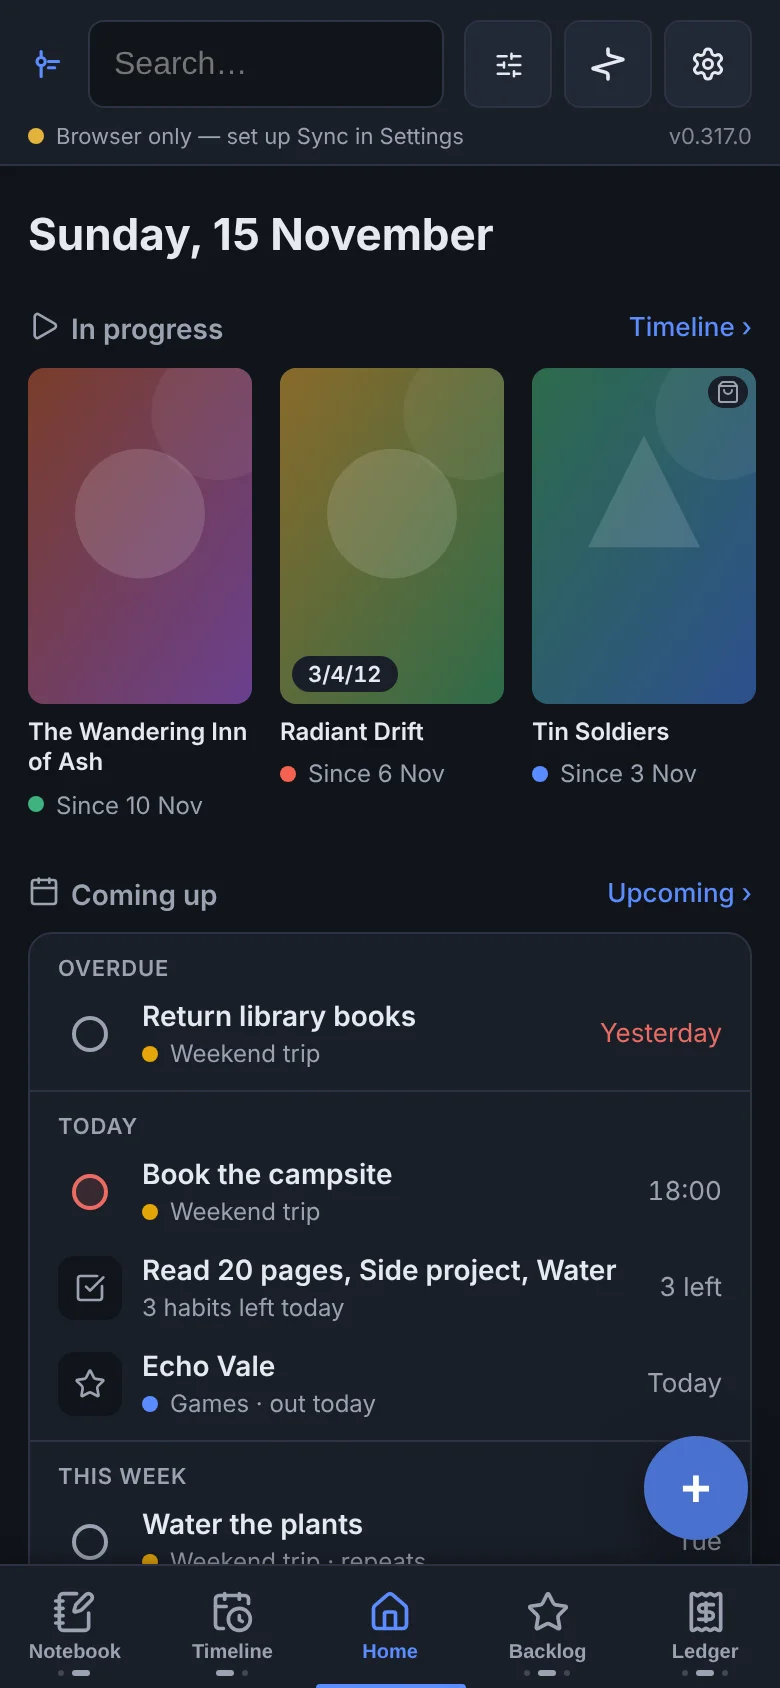 Search...
Browser only — set up Sync in Settings
v0.317.0
Sunday, 15 November
In progress
Timeline ›
3/4/12
The Wandering Inn of Ash
Since 10 Nov
Radiant Drift
Since 6 Nov
Tin Soldiers
Since 3 Nov
Coming up
Upcoming ›
OVERDUE
Return library books
Weekend trip
Yesterday
TODAY
Book the campsite
Weekend trip
18:00
Read 20 pages, Side project, Water
3 habits left today
3 left
Echo Vale
Games · out today
Today
THIS WEEK
Water the plants
Weekend trip · repeats
Tue
+
Notebook
Timeline
Home
Backlog
Ledger